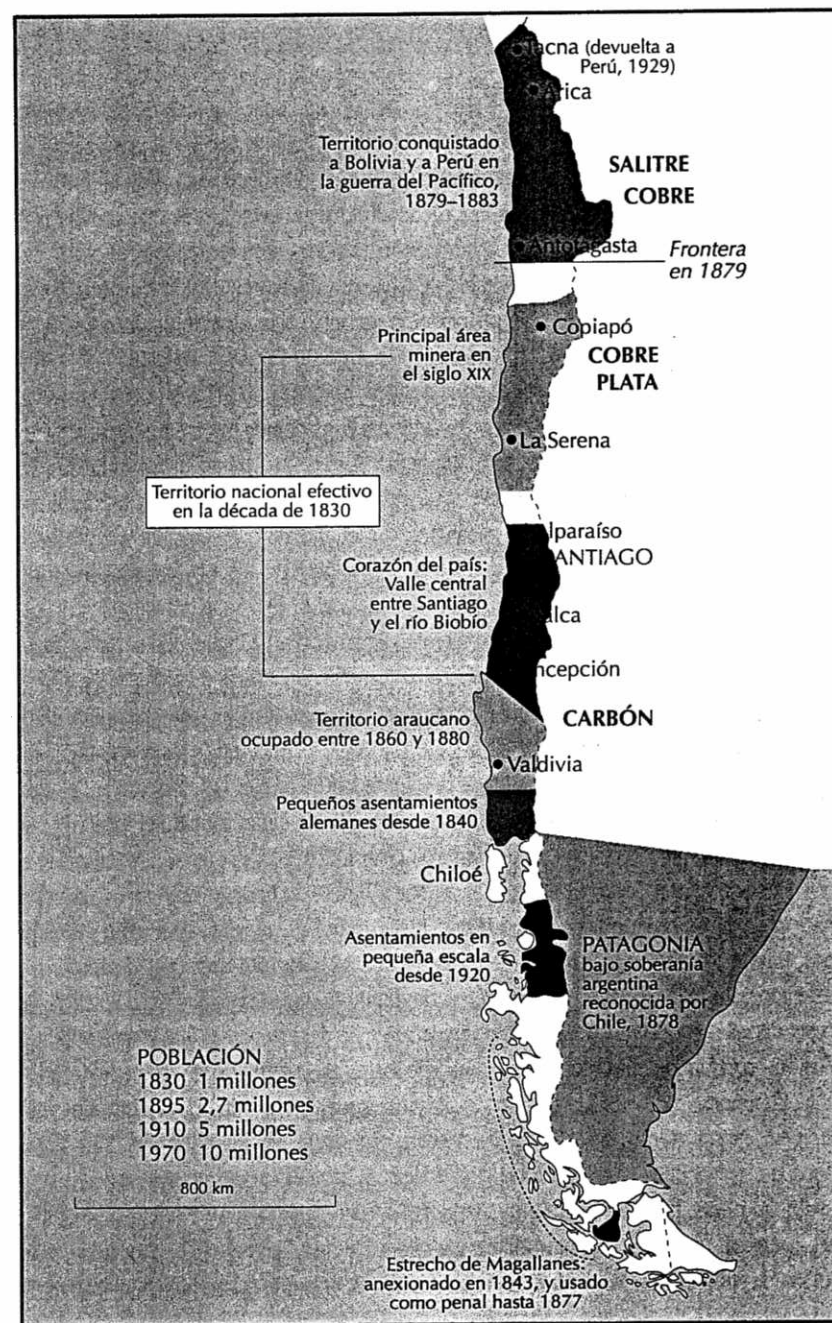 Tacna (devuelta a
Perú, 1929)
Arica
Territorio conquistado
a Bolivia y a Perú en
la guerra del Pacífico,
1879–1883
SALITRE
COBRE
Antofagasta
Frontera
en 1879
Copiapó
Principal área
minera en
el siglo XIX
COBRE
PLATA
La Serena
Territorio nacional efectivo
en la década de 1830
lparaíso
ANTIAGO
Corazón del país:
Valle central
entre Santiago
y el río Biobío
alca
ncepción
Territorio araucano
ocupado entre 1860 y 1880
CARBÓN
Valdivia
Pequeños asentamientos
alemanes desde 1840
Chiloé
Asentamientos en
pequeña escala
desde 1920
PATAGONIA
bajo soberanía
argentina
reconocida por
Chile, 1878
POBLACIÓN
1830 1 millones
1895 2,7 millones
1910 5 millones
1970 10 millones
800 km
Estrecho de Magallanes:
anexionado en 1843, y usado
como penal hasta 1877